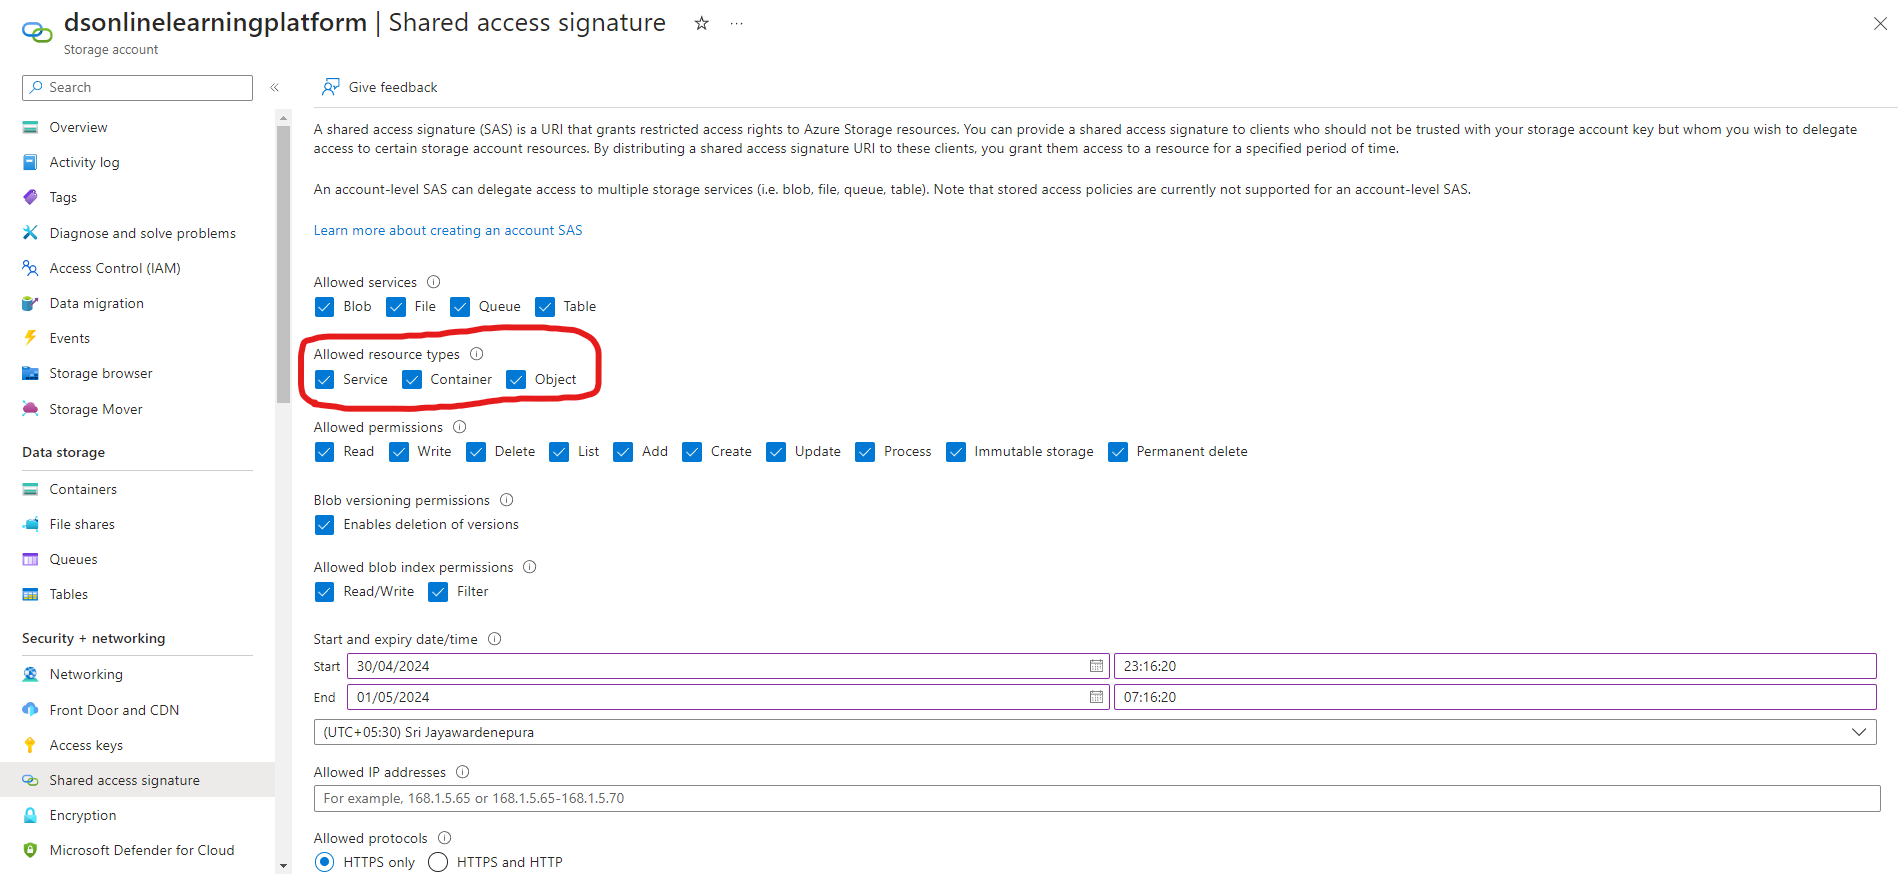 dsonlinelearningplatform | Shared access signature
Storage account
Search
Overview
Activity log
Tags
Diagnose and solve problems
Access Control (IAM)
Data migration
Events
Storage browser
Storage Mover
Data storage
Containers
File shares
Queues
Tables
Security + networking
Networking
Front Door and CDN
Access keys
Shared access signature
Encryption
Microsoft Defender for Cloud
Give feedback
A shared access signature (SAS) is a URI that grants restricted access rights to Azure Storage resources. You can provide a shared access signature to clients who should not be trusted with your storage account key but whom you wish to delegate
access to certain storage account resources. By distributing a shared access signature URI to these clients, you grant them access to a resource for a specified period of time.
An account-level SAS can delegate access to multiple storage services (i.e. blob, file, queue, table). Note that stored access policies are currently not supported for an account-level SAS.
Learn more about creating an account SAS
Allowed services
Blob File Queue Table
Allowed resource types
Service Container Object
Allowed permissions
Read Write Delete List Add Create Update Process Immutable storage Permanent delete
Blob versioning permissions
Enables deletion of versions
Allowed blob index permissions
Read/Write Filter
Start and expiry date/time
Start 30/04/2024 23:16:20
End 01/05/2024 07:16:20
(UTC+05:30) Sri Jayawardenepura
Allowed IP addresses
For example, 168.1.5.65 or 168.1.5.65-168.1.5.70
Allowed protocols
HTTPS only HTTPS and HTTP